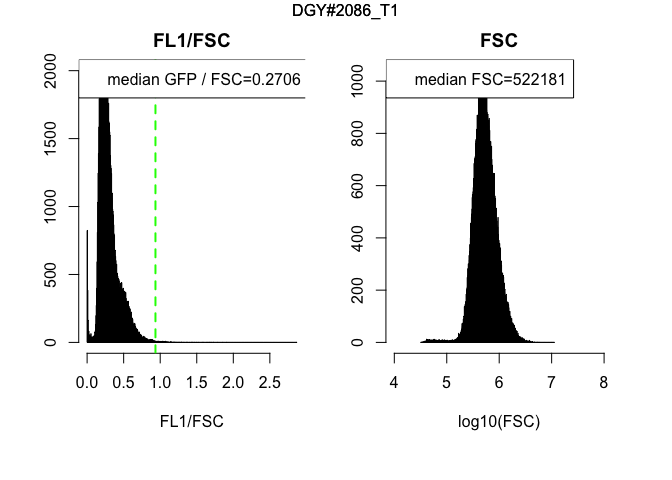 DGY#2086_T1
FL1/FSC
median GFP / FSC=0.2706
0
500
1000
1500
2000
0.0 0.5 1.0 1.5 2.0 2.5
FL1/FSC
FSC
median FSC=522181
0
200
400
600
800
1000
4 5 6 7 8
log10(FSC)